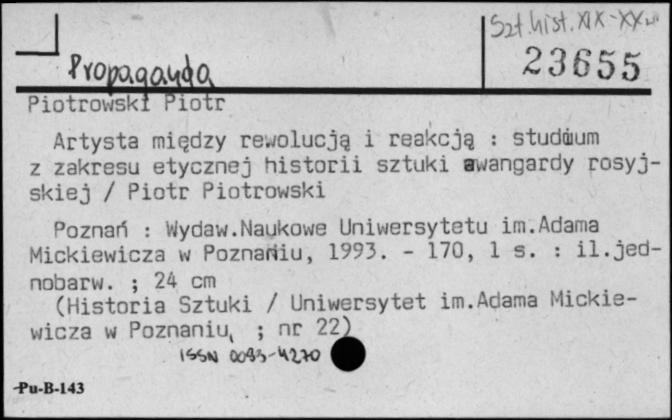 Szt. hist. XIX-XX w.
Propaganda
23655
Piotrowski Piotr
Artysta między rewolucją i reakcją : studium
z zakresu etycznej historii sztuki awangardy rosyj-
skiej / Piotr Piotrowski
Poznań : Wydaw.Naukowe Uniwersytetu im.Adama
Mickiewicza w Poznaniu, 1993. - 170, 1 s. : il.jed-
nobarw. ; 24 cm
(Historia Sztuki / Uniwersytet im.Adama Mickie-
wicza w Poznaniu, ; nr 22)
ISSN 0083-4270
Pu-B-143